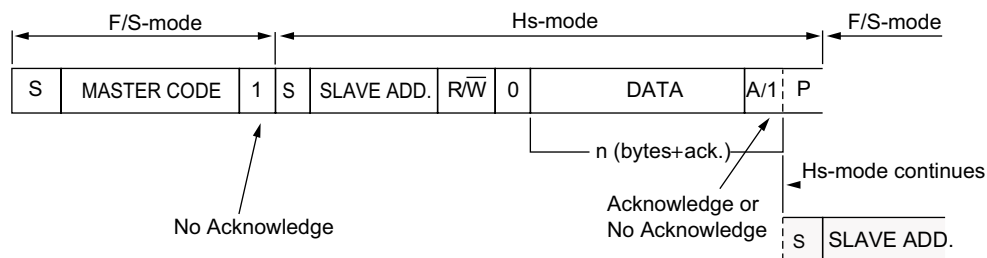 F/S-mode Hs-mode F/S-mode
S MASTER CODE 1 S SLAVE ADD. R/W̅ 0 DATA A/1 P
n (bytes+ack.)
Hs-mode continues
No Acknowledge
Acknowledge or
No Acknowledge
S SLAVE ADD.